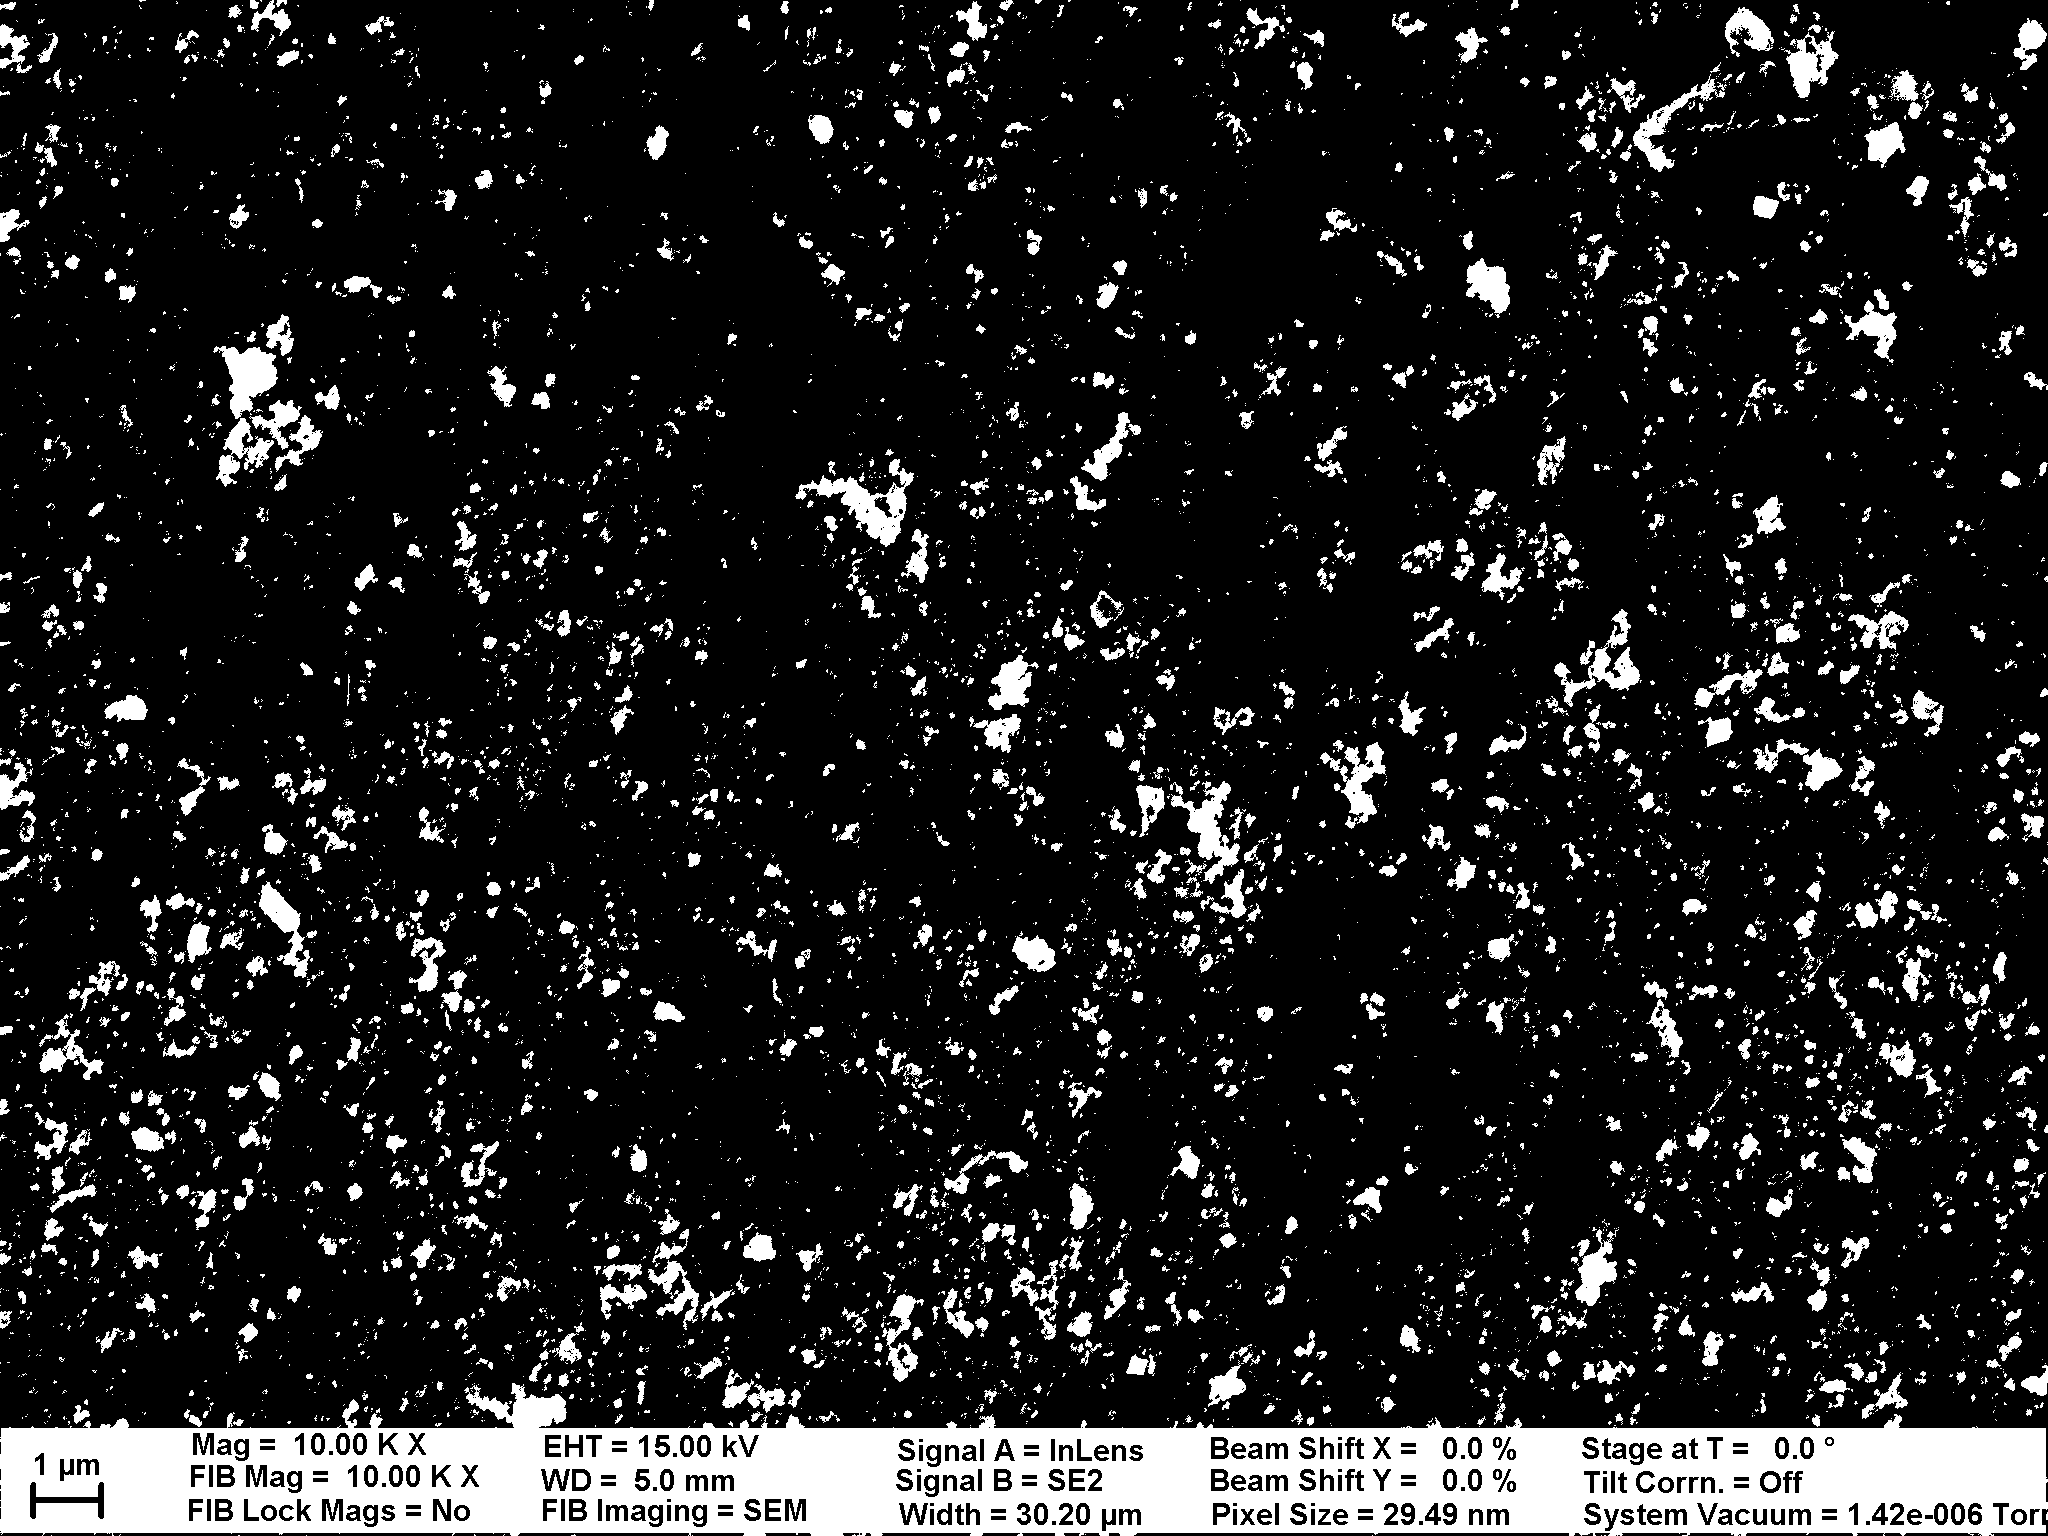 1 µm
Mag = 10.00 K X
FIB Mag = 10.00 K X
FIB Lock Mags = No
EHT = 15.00 kV
WD = 5.0 mm
FIB Imaging = SEM
Signal A = InLens
Signal B = SE2
Width = 30.20 µm
Beam Shift X = 0.0 %
Beam Shift Y = 0.0 %
Pixel Size = 29.49 nm
Stage at T = 0.0 °
Tilt Corrn. = Off
System Vacuum = 1.42e-006 Torr